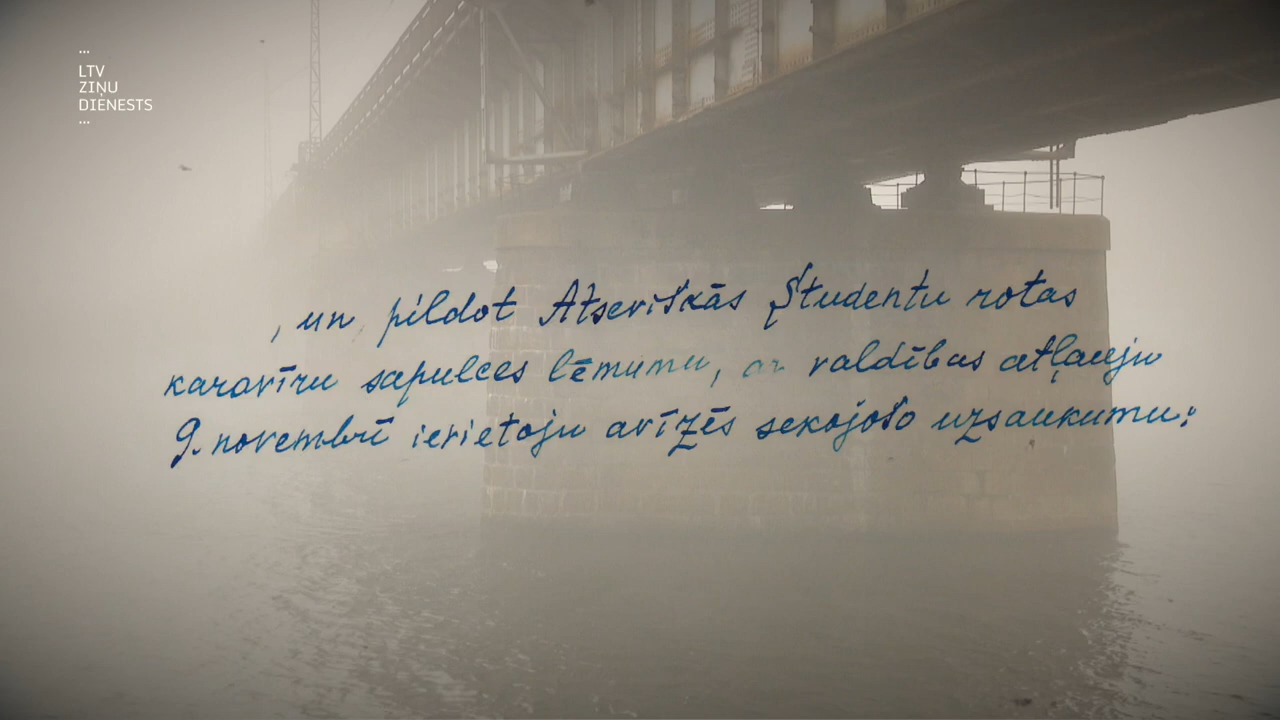 ...
LTV
ZIŅU
DIENESTS
...
, un pildot Atsevišķās Studentu rotas
karavīru sapulces lēmumu, ar valdības atļauju
9. novembrī ievietoju avīzēs sekojošo uzsaukumu: